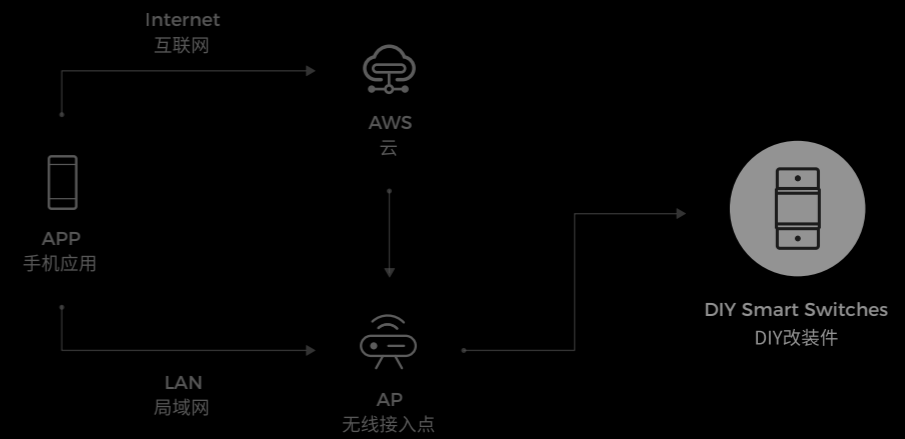 Internet
互联网
AWS
云
APP
手机应用
DIY Smart Switches
DIY改装件
LAN
局域网
AP
无线接入点